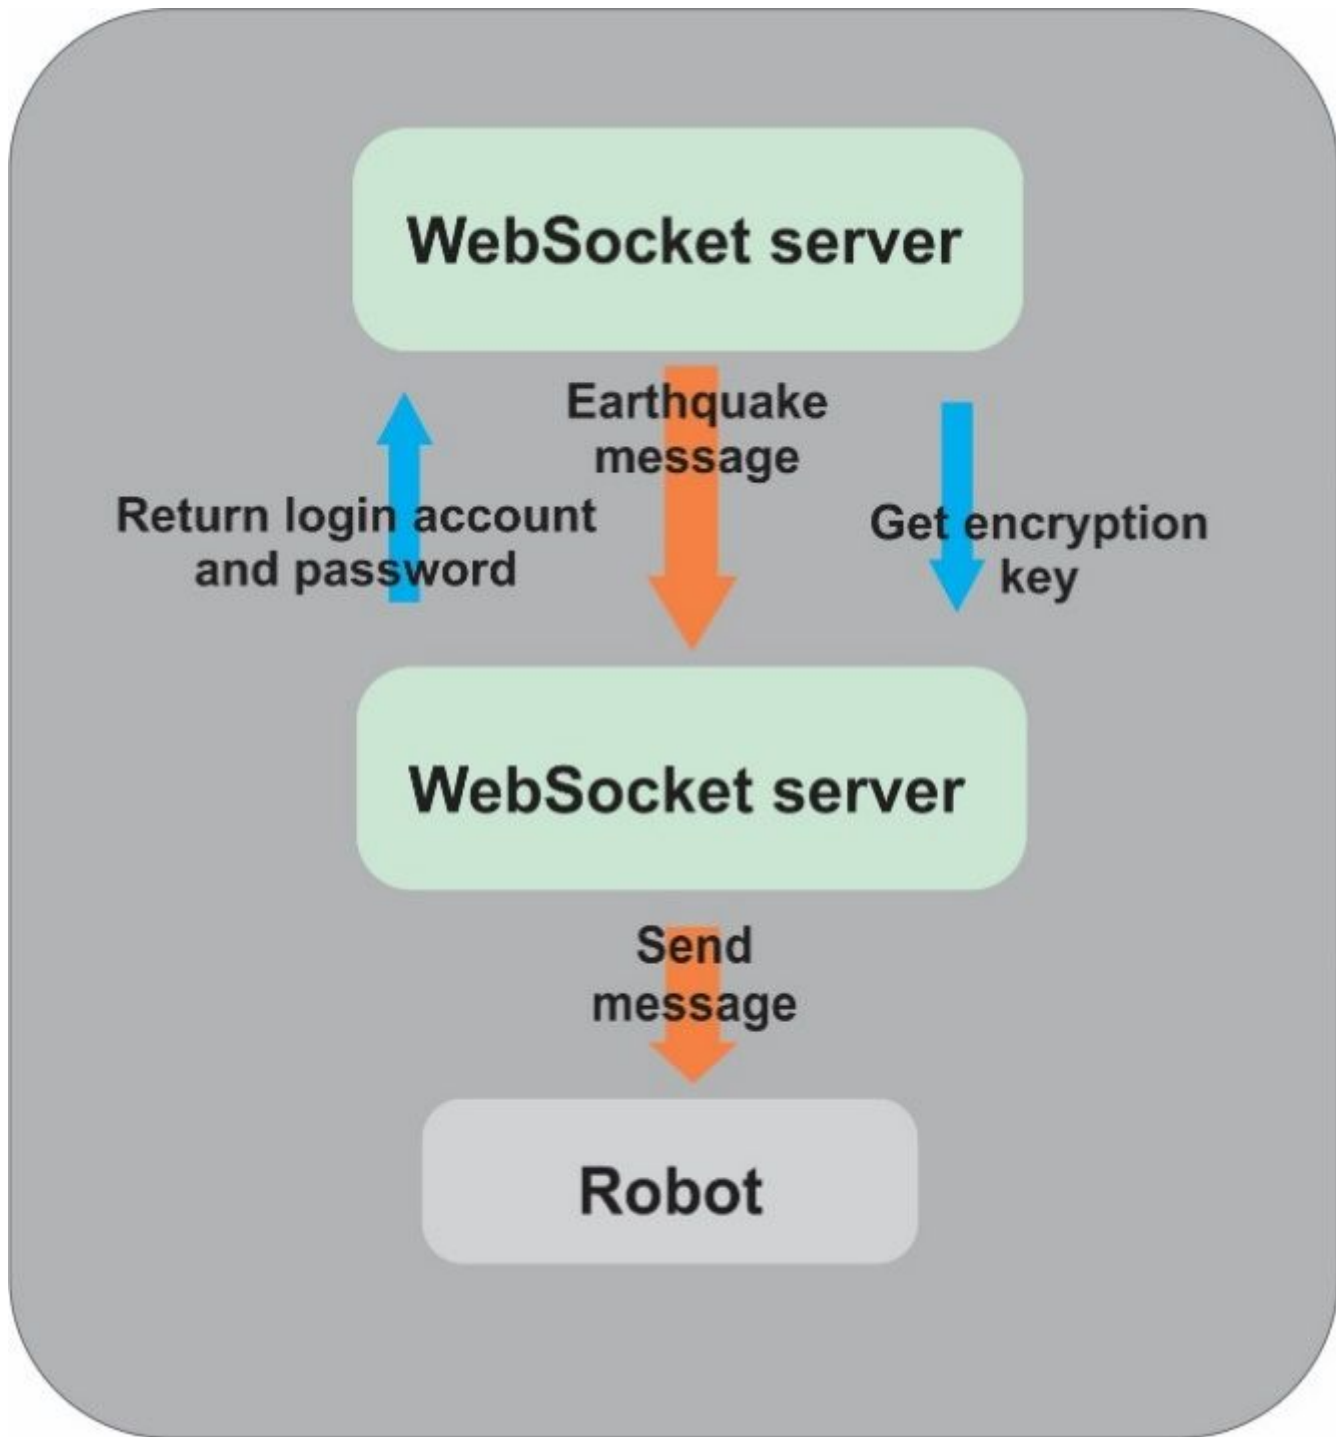 WebSocket server
Earthquake
message
Return login account
and password
Get encryption
key
WebSocket server
Send
message
Robot